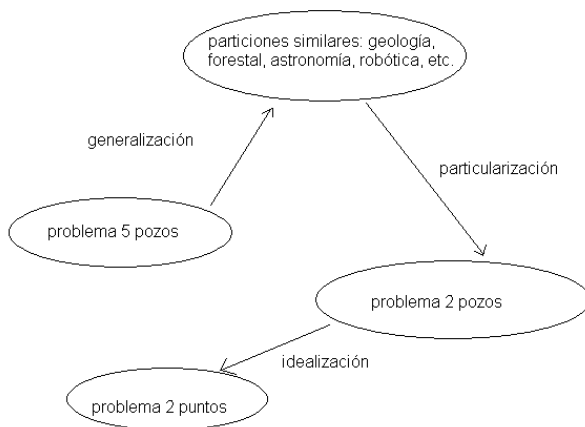 particiones similares: geología,
forestal, astronomía, robótica, etc.
generalización
particularización
problema 5 pozos
problema 2 pozos
idealización
problema 2 puntos